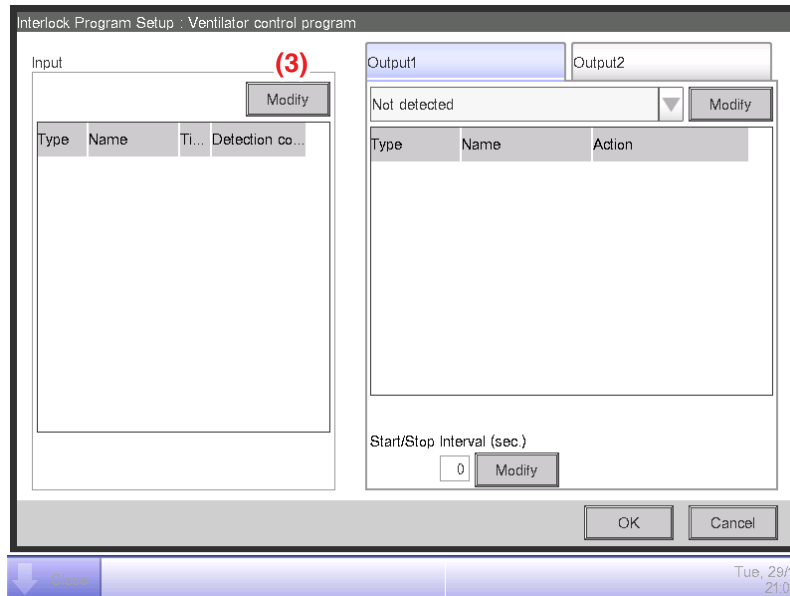 Interlock Program Setup : Ventilator control program
Input
(3)
Modify
Type Name Ti... Detection co...
Output1
Output2
Not detected
Modify
Type Name Action
Start/Stop Interval (sec.)
0
Modify
OK
Cancel
Close
Tue, 29/
21:0